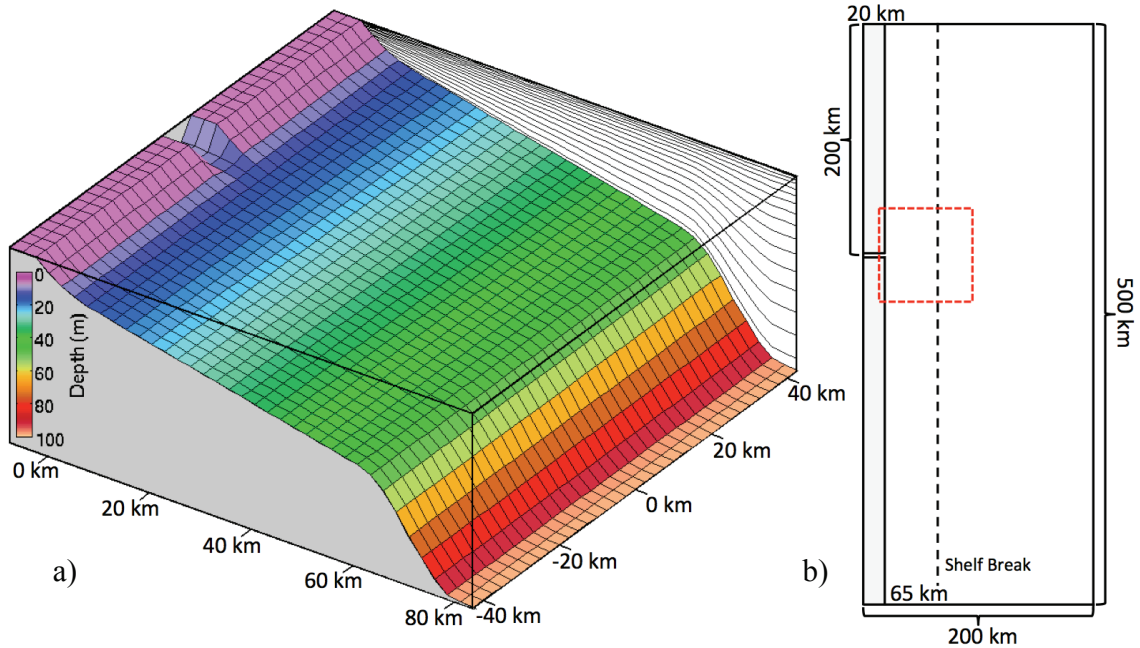 0
20
40
60
80
100
Depth (m)
0 km
20 km
40 km
60 km
80 km
-40 km
-20 km
0 km
20 km
40 km
a)
20 km
200 km
500 km
Shelf Break
65 km
200 km
b)